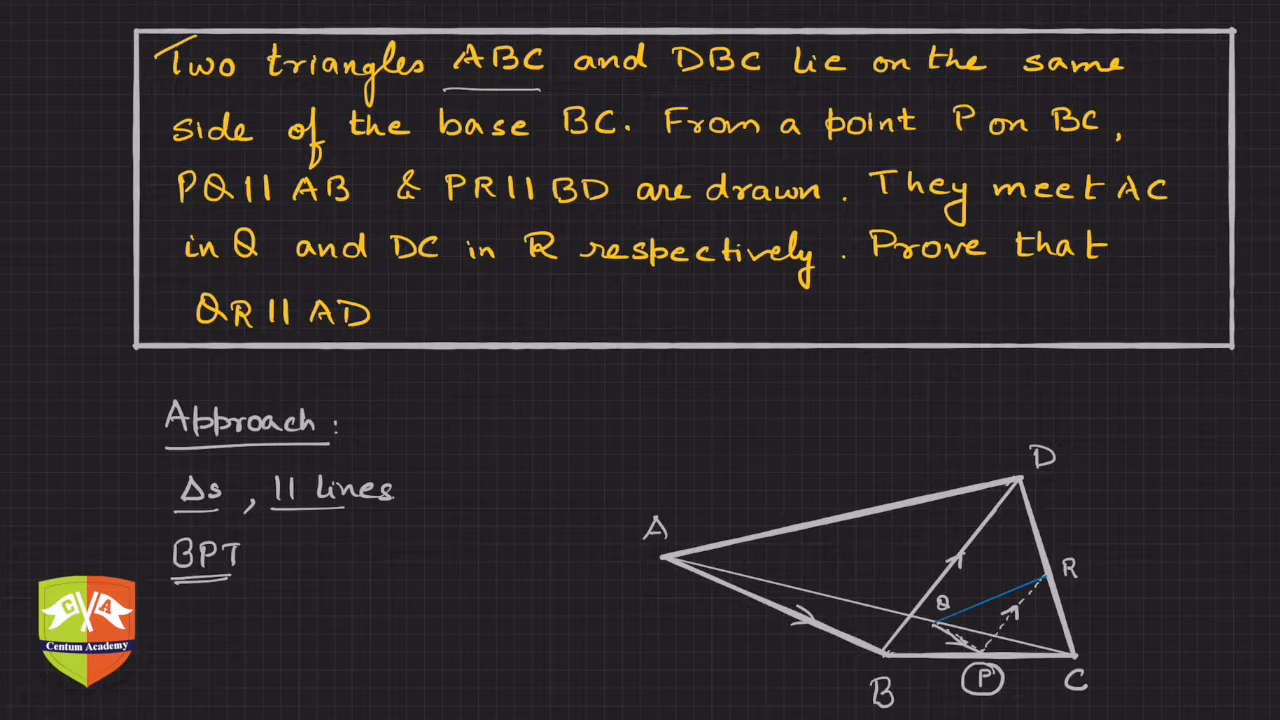 Two triangles ABC and DBC lie on the same
side of the base BC. From a point P on BC,
PQ || AB & PR || BD are drawn. They meet AC
in Q and DC in R respectively. Prove that
QR || AD
Approach:
Δs, || lines
BPT
D
A
R
Q
B
P
C
C A
Centum Academy